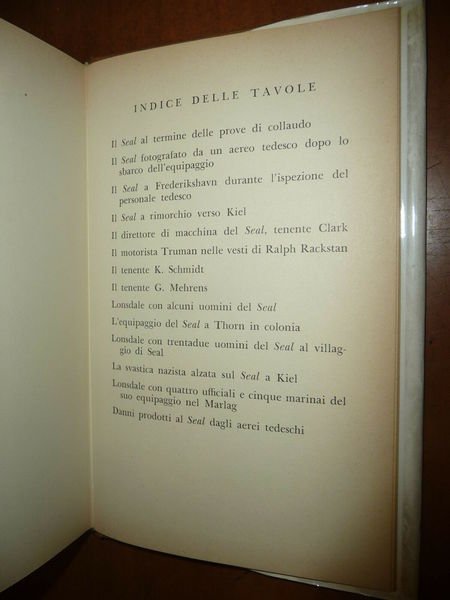 INDICE DELLE TAVOLE
Il Seal al termine delle prove di collaudo
Il Seal fotografato da un aereo tedesco dopo lo
sbarco dell'equipaggio
Il Seal a Frederikshavn durante l'ispezione del
personale tedesco
Il Seal a rimorchio verso Kiel
Il direttore di macchina del Seal, tenente Clark
Il motorista Truman nelle vesti di Ralph Rackstan
Il tenente K. Schmidt
Il tenente G. Mehrens
Lonsdale con alcuni uomini del Seal
L'equipaggio del Seal a Thorn in colonia
Lonsdale con trentadue uomini del Seal al villag-
gio di Seal
La svastica nazista alzata sul Seal a Kiel
Lonsdale con quattro ufficiali e cinque marinai del
suo equipaggio nel Marlag
Danni prodotti al Seal dagli aerei tedeschi